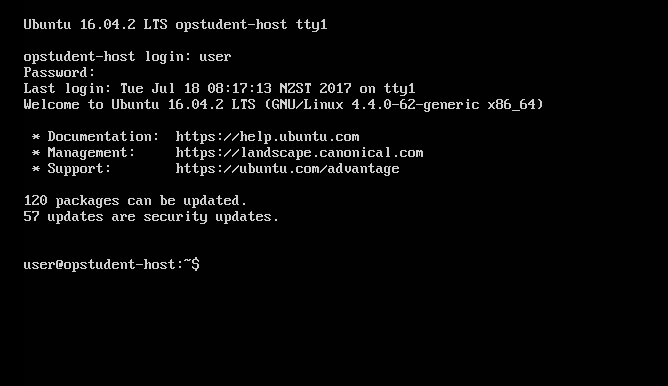 Ubuntu 16.04.2 LTS opstudent-host tty1
opstudent-host login: user
Password:
Last login: Tue Jul 18 08:17:13 NZST 2017 on tty1
Welcome to Ubuntu 16.04.2 LTS (GNU/Linux 4.4.0-62-generic x86_64)
* Documentation:  https://help.ubuntu.com
* Management:     https://landscape.canonical.com
* Support:        https://ubuntu.com/advantage
120 packages can be updated.
57 updates are security updates.
user@opstudent-host:~$